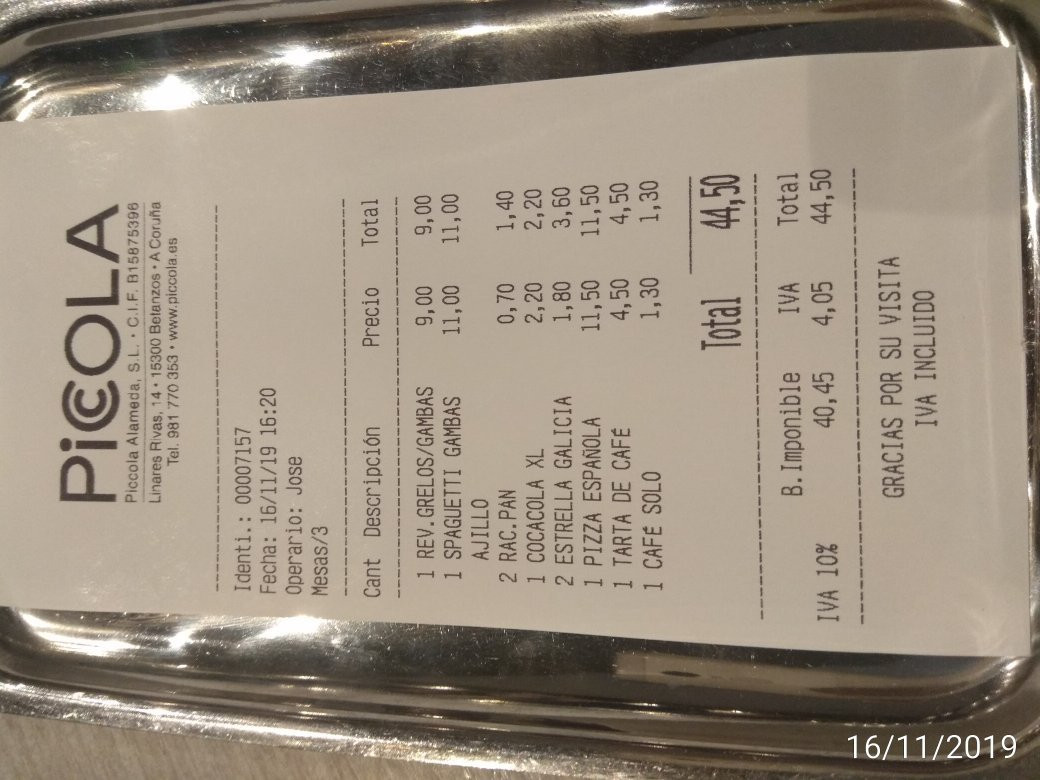 PiCCOLA
Piccola Alameda, S.L. • C.I.F. B15875396
Linares Rivas, 14 • 15300 Betanzos • A Coruña
Tel. 981 770 353 • www.piccola.es
Identi.: 00007157
Fecha: 16/11/19 16:20
Operario: Jose
Mesas/3
Cant Descripción Precio Total
1 REV.GRELOS/GAMBAS 9,00 9,00
1 SPAGUETTI GAMBAS 11,00 11,00
AJILLO
2 RAC.PAN 0,70 1,40
1 COCACOLA XL 2,20 2,20
2 ESTRELLA GALICIA 1,80 3,60
1 PIZZA ESPAÑOLA 11,50 11,50
1 TARTA DE CAFÉ 4,50 4,50
1 CAFÉ SOLO 1,30 1,30
Total 44,50
B.Imponible IVA Total
IVA 10% 40,45 4,05 44,50
GRACIAS POR SU VISITA
IVA INCLUIDO
16/11/2019